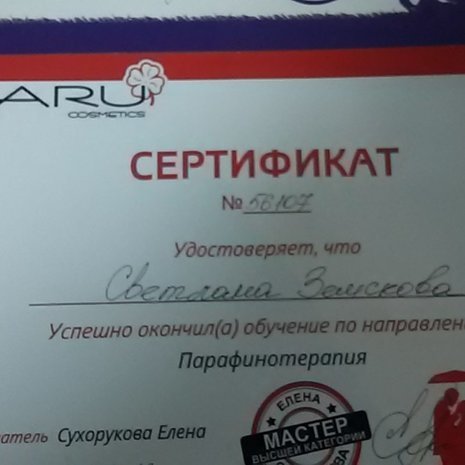 ARU
COSMETICS
СЕРТИФИКАТ
№ 56107
Удостоверяет, что
Светлана Земскова
Успешно окончил(а) обучение по направлен
Парафинотерапия
атель Сухорукова Елена
ЕЛЕНА
МАСТЕР
ВЫСШЕЙ КАТЕГОРИИ